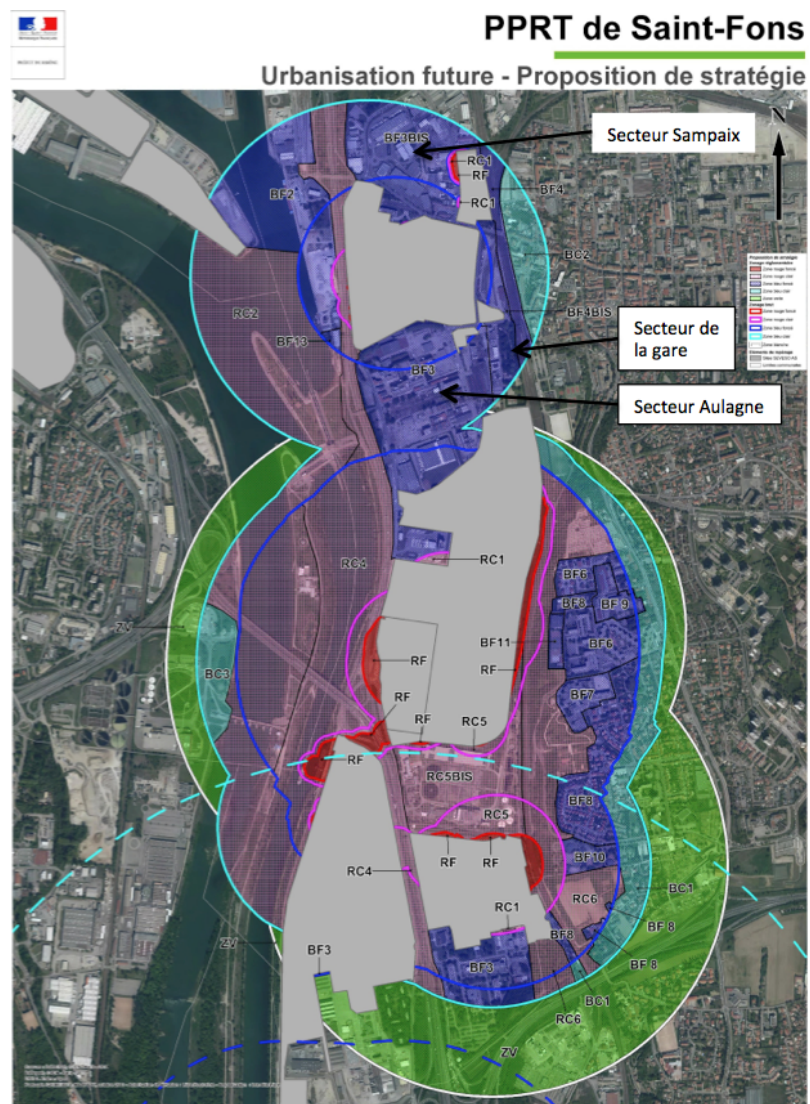 PPRT de Saint-Fons
Urbanisation future - Proposition de stratégie
Secteur Sampaix
N
BF3BIS
RC1
RF
BF2
BF4
RC1
BC2
RC2
BF4BIS
Secteur de
la gare
BF13
BF3
Secteur Aulagne
RC4
RC1
BF6
BF8
BF 9
ZV
BF11
BF6
BC3
RF
RF
BF7
RF
RF
RC5
RF
RC5BIS
BF8
RC5
BF10
RF
RF
RC4
BC1
RC6
RC1
BF 8
ZV
BF8
BF3
BF3
BF 8
BC1
RC6
ZV